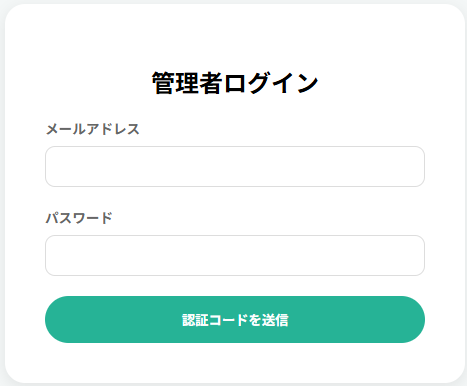 管理者ログイン
メールアドレス
パスワード
認証コードを送信